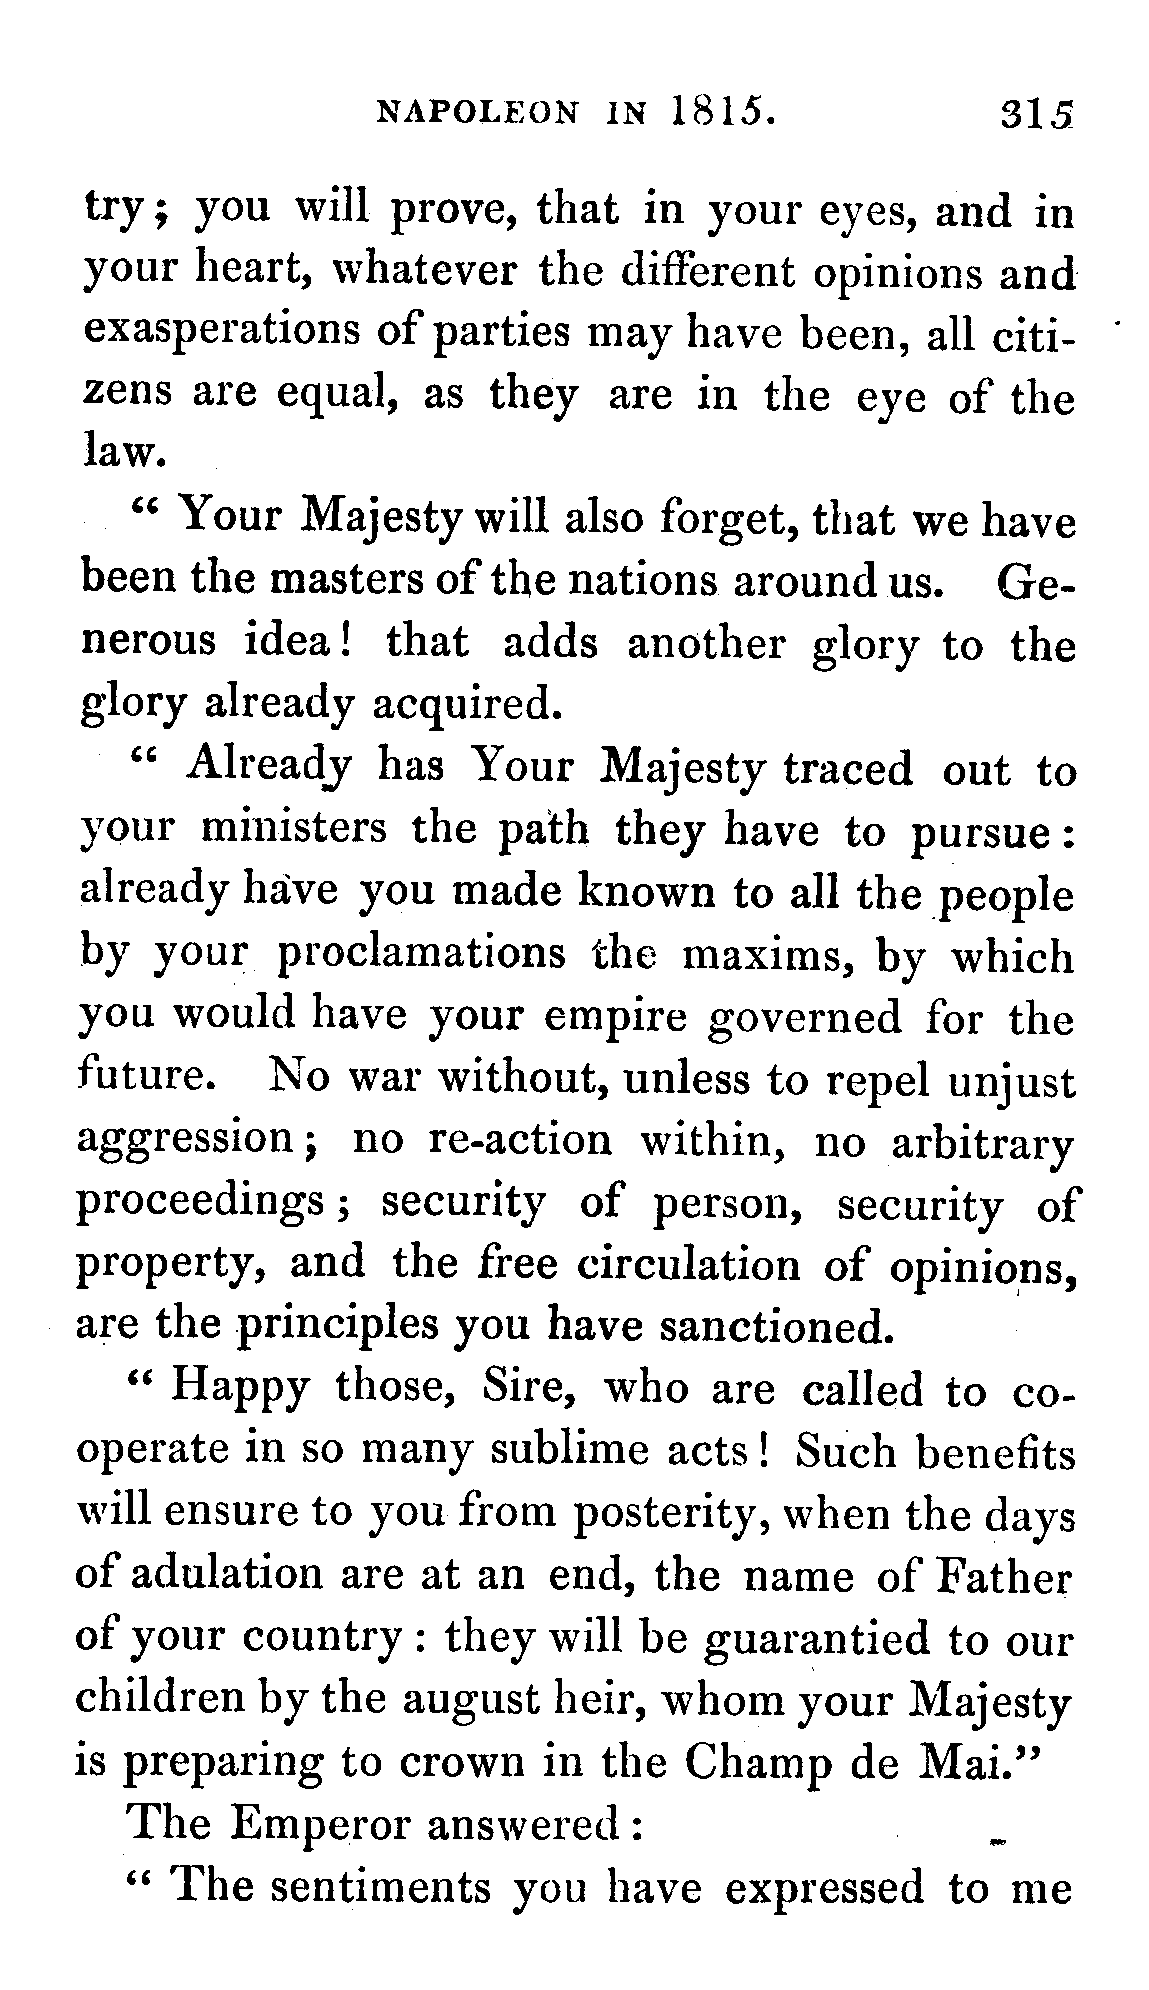 NAPOLEON IN 1815. 315
try; you will prove, that in your eyes, and in
your heart, whatever the different opinions and
exasperations of parties may have been, all citi-
zens are equal, as they are in the eye of the
law.
“ Your Majesty will also forget, that we have
been the masters of the nations around us. Ge-
nerous idea! that adds another glory to the
glory already acquired.
“ Already has Your Majesty traced out to
your ministers the path they have to pursue:
already have you made known to all the people
by your proclamations the maxims, by which
you would have your empire governed for the
future. No war without, unless to repel unjust
aggression; no re-action within, no arbitrary
proceedings; security of person, security of
property, and the free circulation of opinions,
are the principles you have sanctioned.
“ Happy those, Sire, who are called to co-
operate in so many sublime acts! Such benefits
will ensure to you from posterity, when the days
of adulation are at an end, the name of Father
of your country: they will be guarantied to our
children by the august heir, whom your Majesty
is preparing to crown in the Champ de Mai.”
The Emperor answered:
“ The sentiments you have expressed to me